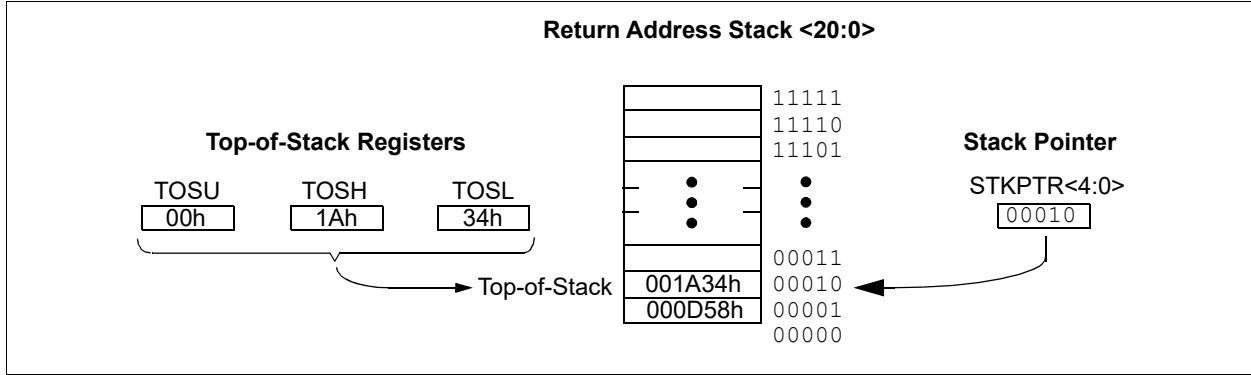 Return Address Stack <20:0>
11111
11110
Top-of-Stack Registers
11101
Stack Pointer
TOSU TOSH TOSL
STKPTR<4:0>
00h 1Ah 34h
00010
00011
Top-of-Stack 001A34h 00010
000D58h 00001
00000